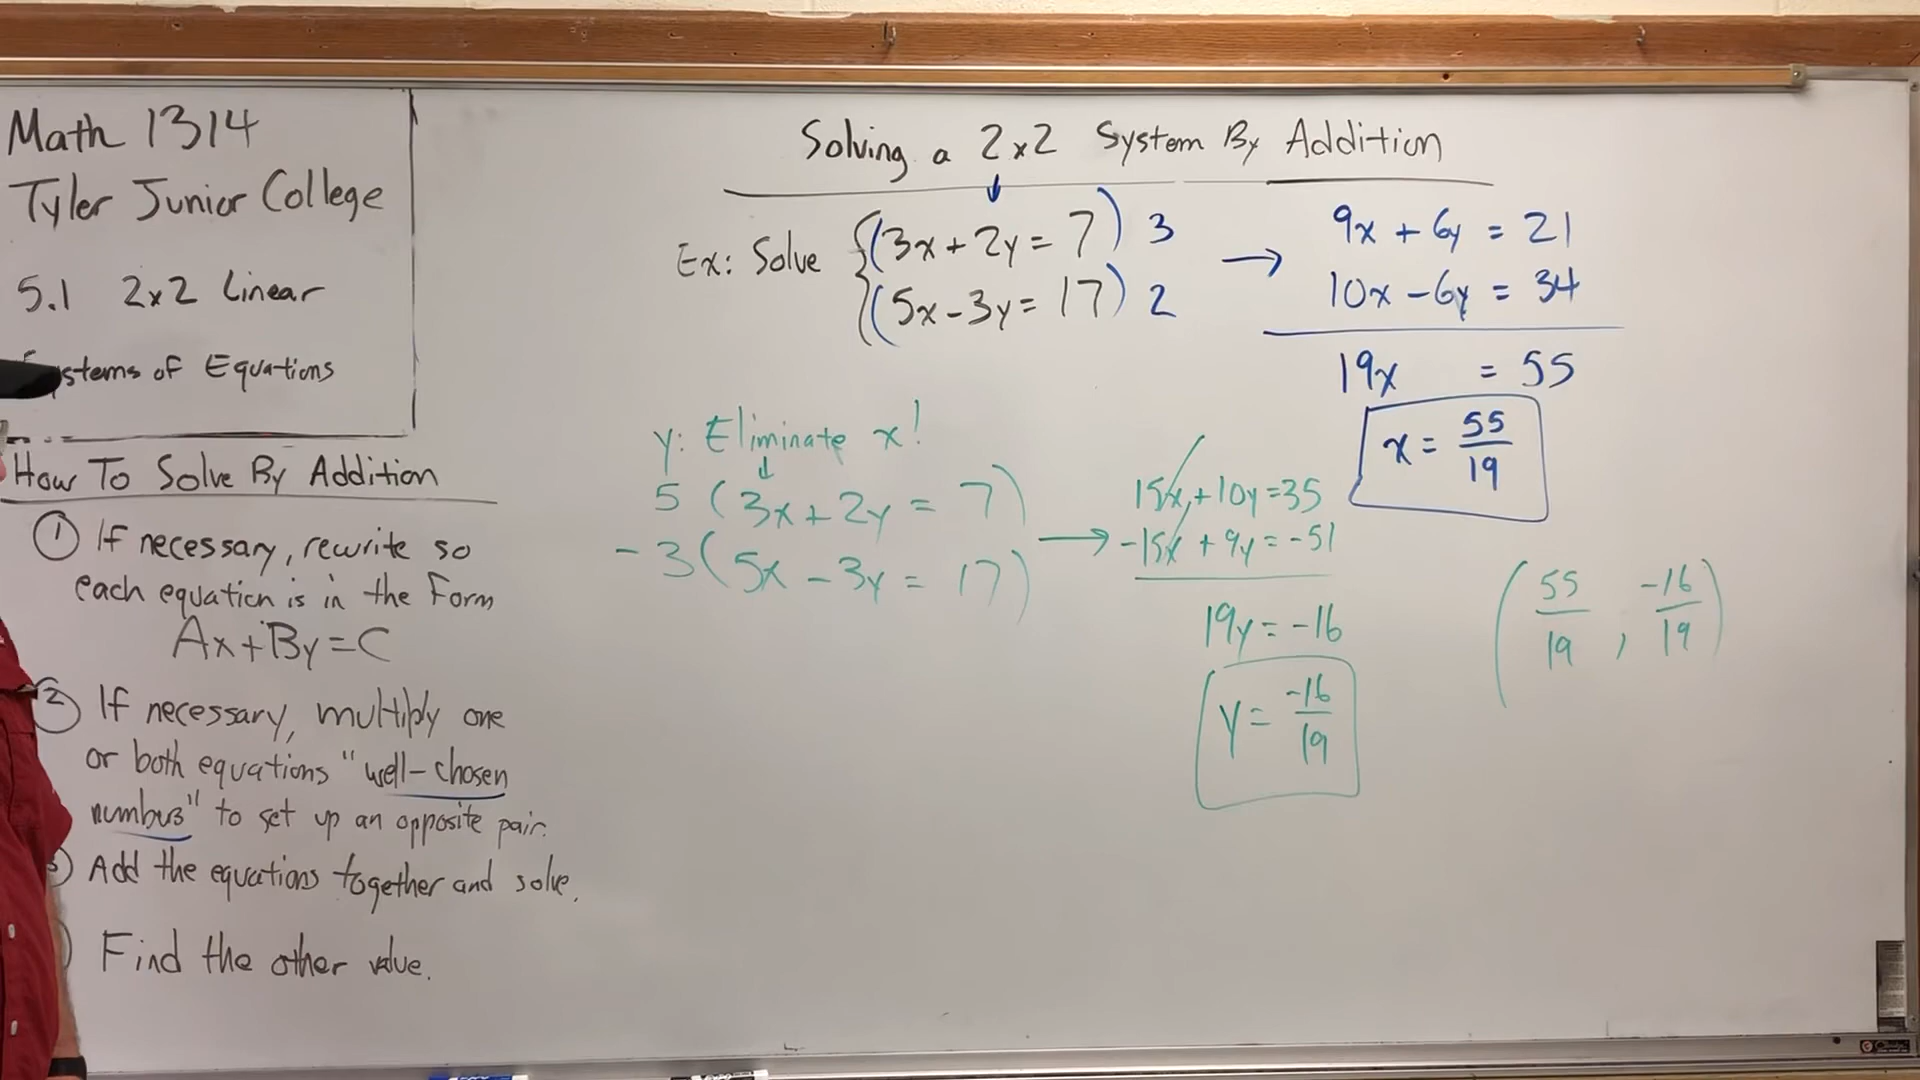 Math 1314
Tyler Junior College
5.1 2x2 Linear
Systems of Equations
How To Solve By Addition
① If necessary, rewrite so
each equation is in the Form
Ax+By=C
② If necessary, multiply one
or both equations "well-chosen
numbers" to set up an opposite pair.
③ Add the equations together and solve.
Find the other value.
Solving a 2x2 System By Addition
Ex: Solve {(3x+2y=7) 3
(5x-3y=17) 2
→ 9x+6y=21
10x-6y=34
19x =55
x=55/19
y: Eliminate x!
5(3x+2y=7)
-3(5x-3y=17)
→ 15x+10y=35
-15x+9y=-51
19y=-16
y=-16/19
(55/19, -16/19)